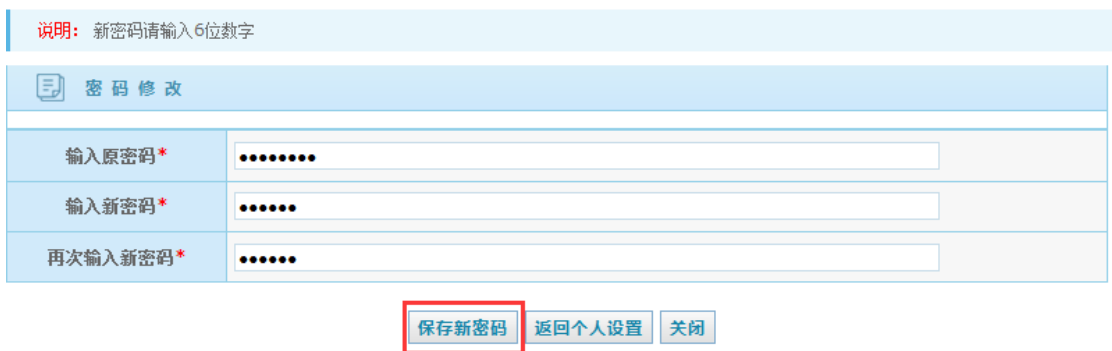 说明：新密码请输入6位数字
密码修改
输入原密码* ••••••••
输入新密码* ••••••
再次输入新密码* ••••••
保存新密码 返回个人设置 关闭